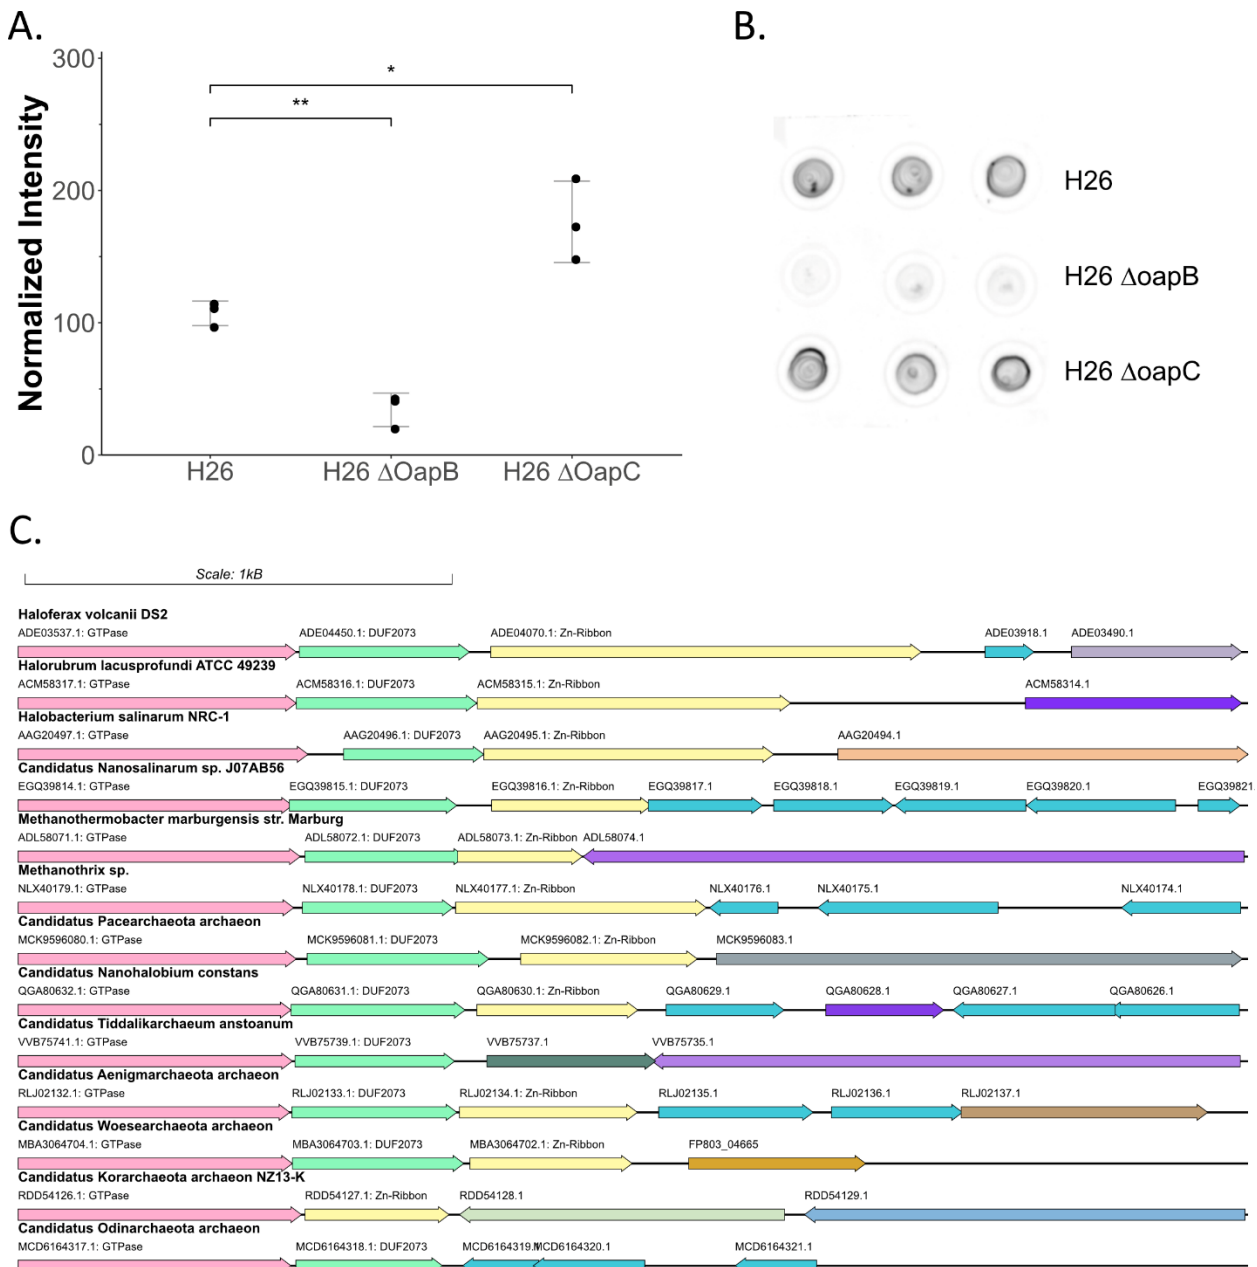 A.
B.
300
200
100
0
Normalized Intensity
*
**
H26
H26 ΔOapB
H26 ΔOapC
H26
H26 ΔoapB
H26 ΔoapC
C.
Scale: 1kB
Haloferax volcanii DS2
ADE03537.1: GTPase ADE04450.1: DUF2073 ADE04070.1: Zn-Ribbon ADE03918.1 ADE03490.1
Halorubrum lacusprofundi ATCC 49239
ACM58317.1: GTPase ACM58316.1: DUF2073 ACM58315.1: Zn-Ribbon ACM58314.1
Halobacterium salinarum NRC-1
AAG20497.1: GTPase AAG20496.1: DUF2073 AAG20495.1: Zn-Ribbon AAG20494.1
Candidatus Nanosalinarum sp. J07AB56
EGQ39814.1: GTPase EGQ39815.1: DUF2073 EGQ39816.1: Zn-Ribbon EGQ39817.1 EGQ39818.1 EGQ39819.1 EGQ39820.1 EGQ39821
Methanothermobacter marburgensis str. Marburg
ADL58071.1: GTPase ADL58072.1: DUF2073 ADL58073.1: Zn-Ribbon ADL58074.1
Methanothrix sp.
NLX40179.1: GTPase NLX40178.1: DUF2073 NLX40177.1: Zn-Ribbon NLX40176.1 NLX40175.1 NLX40174.1
Candidatus Pacearchaeota archaeon
MCK9596080.1: GTPase MCK9596081.1: DUF2073 MCK9596082.1: Zn-Ribbon MCK9596083.1
Candidatus Nanohalobium constans
QGA80632.1: GTPase QGA80631.1: DUF2073 QGA80630.1: Zn-Ribbon QGA80629.1 QGA80628.1 QGA80627.1 QGA80626.1
Candidatus Tiddalikarchaeum anstoanum
VVB75741.1: GTPase VVB75739.1: DUF2073 VVB75737.1 VVB75735.1
Candidatus Aenigmarchaeota archaeon
RLJ02132.1: GTPase RLJ02133.1: DUF2073 RLJ02134.1: Zn-Ribbon RLJ02135.1 RLJ02136.1 RLJ02137.1
Candidatus Woesearchaeota archaeon
MBA3064704.1: GTPase MBA3064703.1: DUF2073 MBA3064702.1: Zn-Ribbon FP803_04665
Candidatus Korarchaeota archaeon NZ13-K
RDD54126.1: GTPase RDD54127.1: Zn-Ribbon RDD54128.1 RDD54129.1
Candidatus Odinarchaeota archaeon
MCD6164317.1: GTPase MCD6164318.1: DUF2073 MCD6164319.1 MCD6164320.1 MCD6164321.1